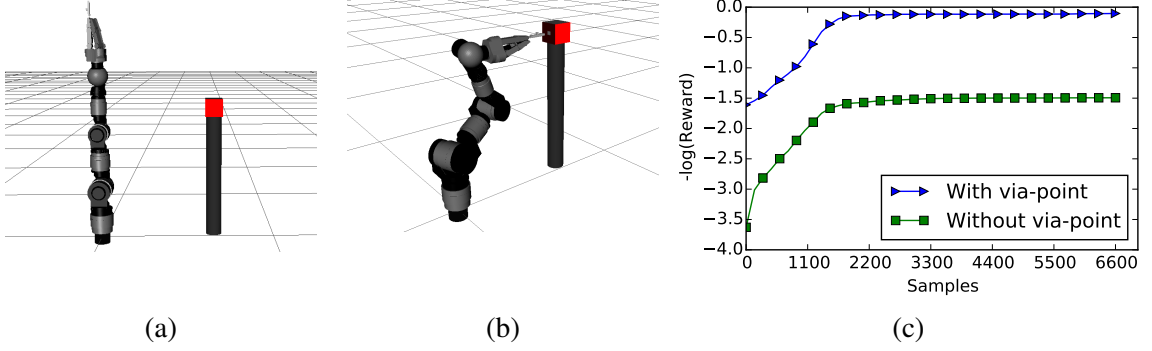 0.0
−0.5
−1.0
−1.5
−2.0
−2.5
−3.0
−3.5
−4.0
-log(Reward)
With via-point
Without via-point
0 1100 2200 3300 4400 5500 6600
Samples
(a) (b) (c)